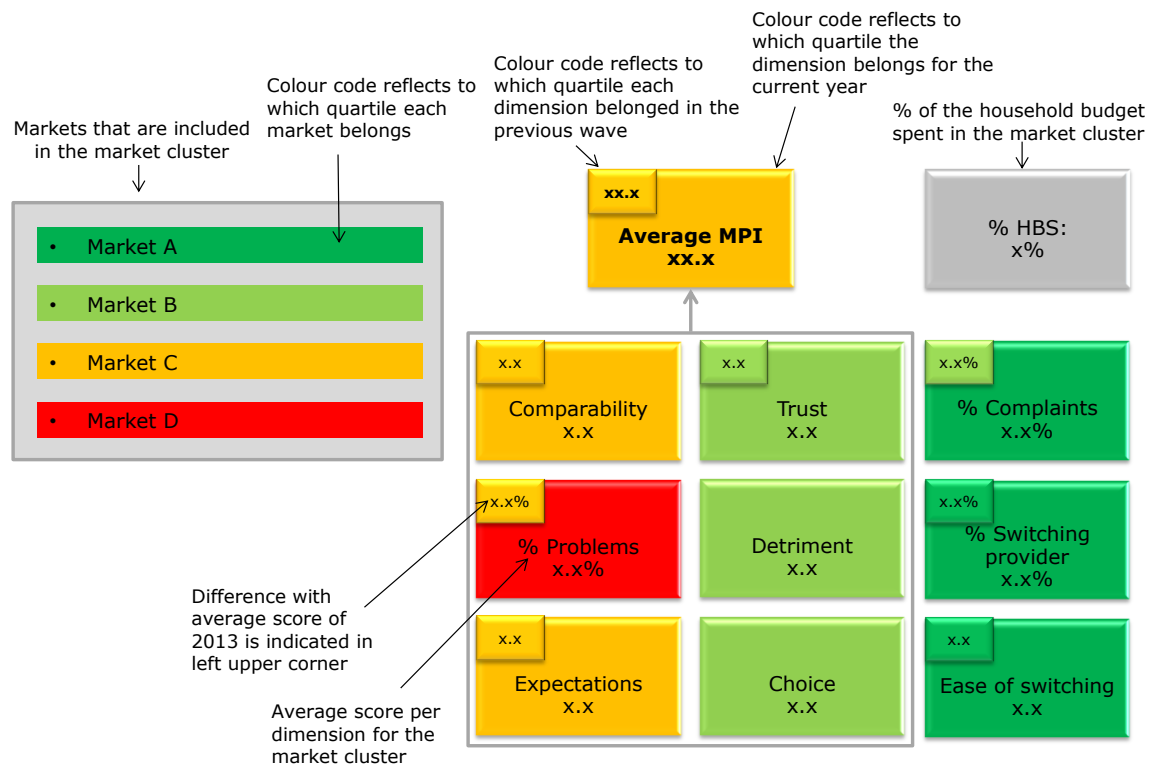 Colour code reflects to
which quartile the
dimension belongs for the
current year
Colour code reflects to
which quartile each
dimension belonged in the
previous wave
Colour code reflects to
which quartile each
market belongs
% of the household budget
spent in the market cluster
Markets that are included
in the market cluster
• Market A
• Market B
• Market C
• Market D
xx.x
Average MPI
xx.x
% HBS:
x%
x.x
Comparability
x.x
x.x
Trust
x.x
x.x%
% Complaints
x.x%
x.x%
% Problems
x.x%
Detriment
x.x
x.x%
% Switching
provider
x.x%
x.x
Expectations
x.x
Choice
x.x
x.x
Ease of switching
x.x
Difference with
average score of
2013 is indicated in
left upper corner
Average score per
dimension for the
market cluster